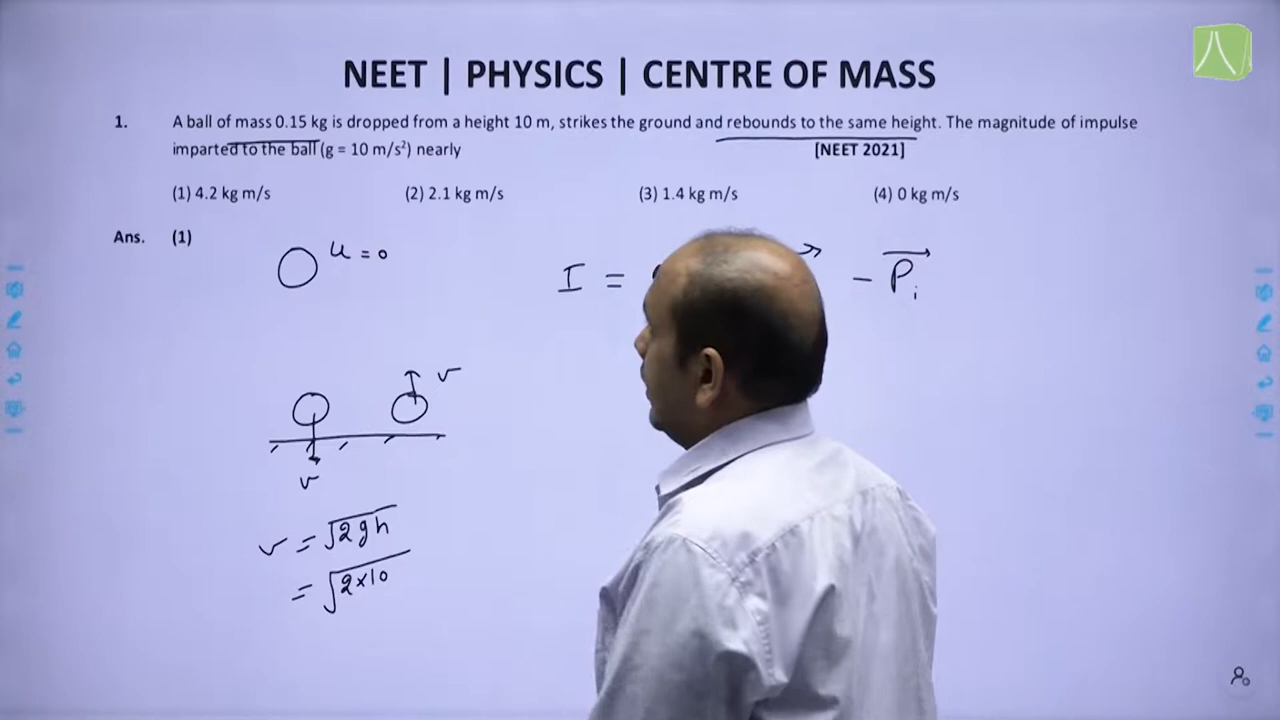 NEET | PHYSICS | CENTRE OF MASS
1. A ball of mass 0.15 kg is dropped from a height 10 m, strikes the ground and rebounds to the same height. The magnitude of impulse
imparted to the ball (g = 10 m/s²) nearly [NEET 2021]
(1) 4.2 kg m/s (2) 2.1 kg m/s (3) 1.4 kg m/s (4) 0 kg m/s
Ans. (1)
u = 0
I = - P⃗i
v
v
v = √2gh
= √2×10